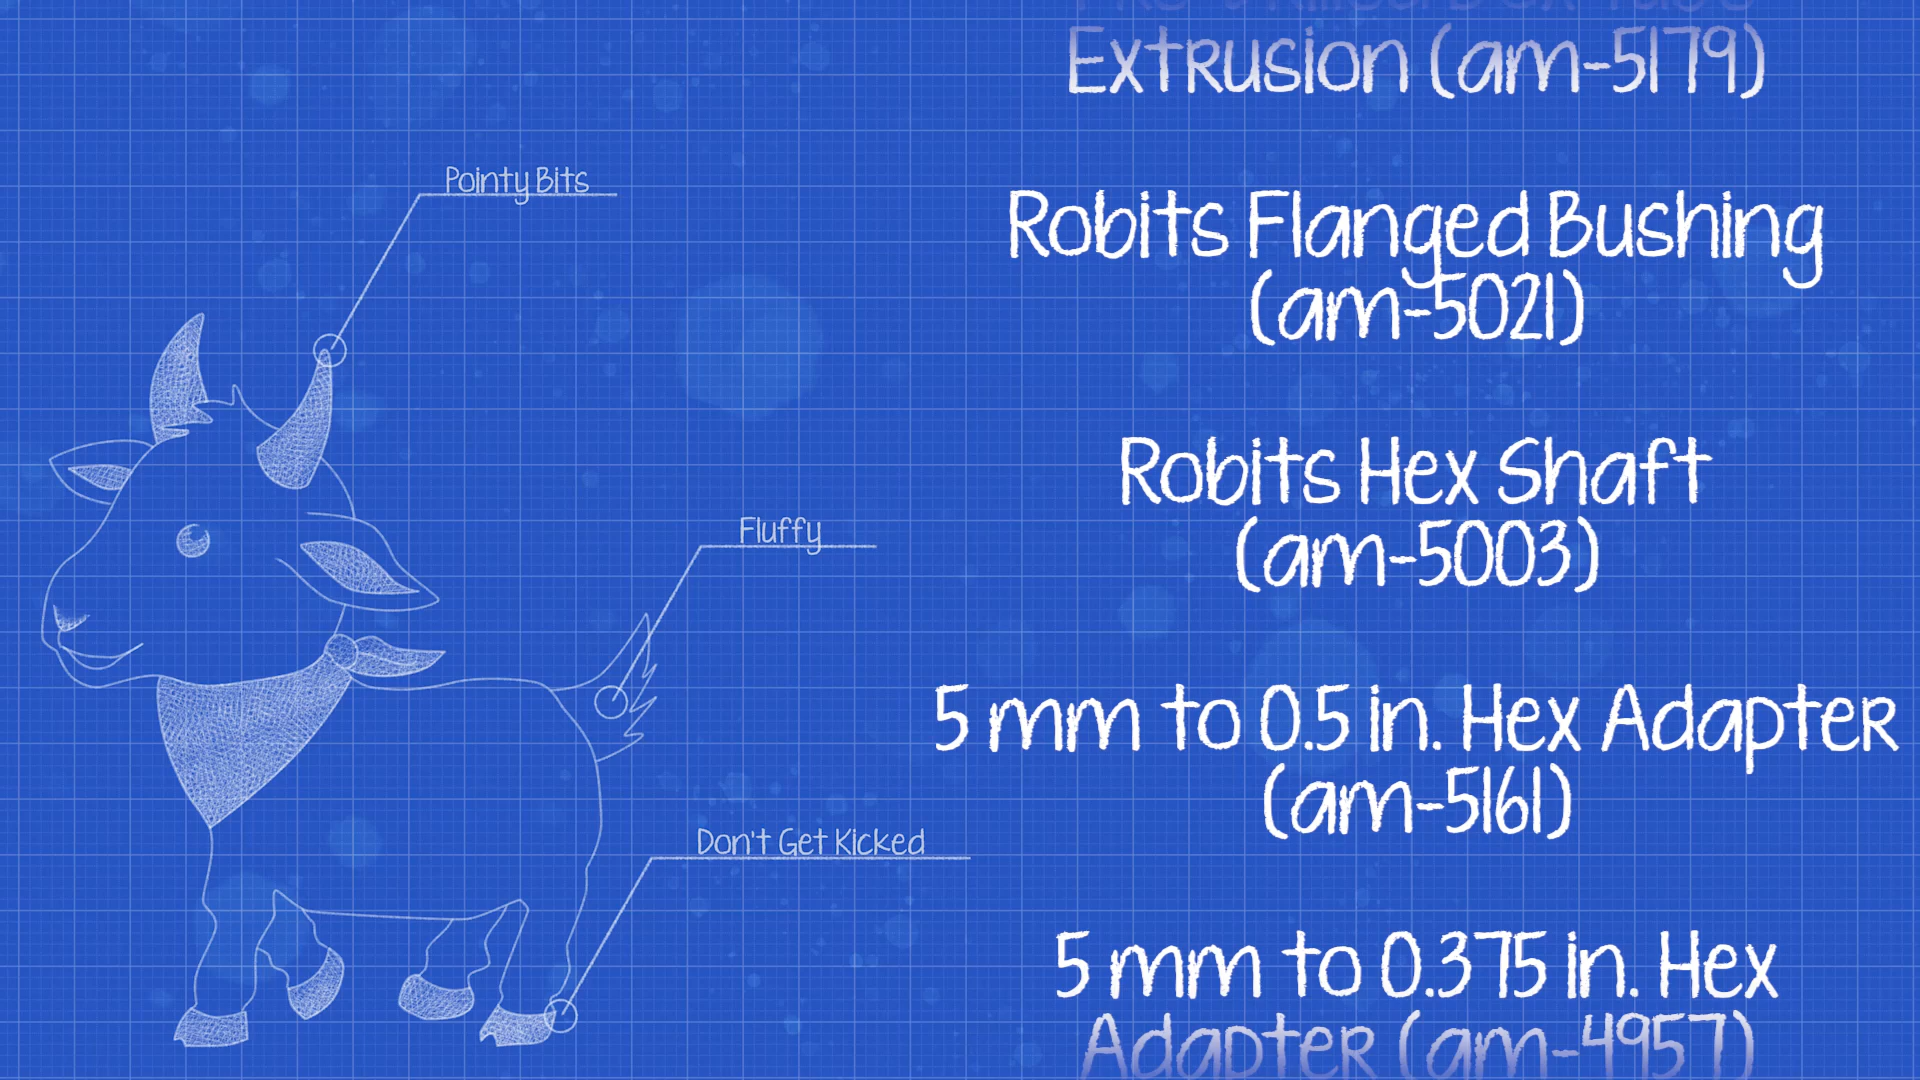 Extrusion (am-5179)
Robits Flanged Bushing
(am-5021)
Robits Hex Shaft
(am-5003)
5 mm to 0.5 in. Hex Adapter
(am-5161)
5 mm to 0.375 in. Hex
Adapter (am-4957)
Pointy Bits
Fluffy
Don't Get Kicked